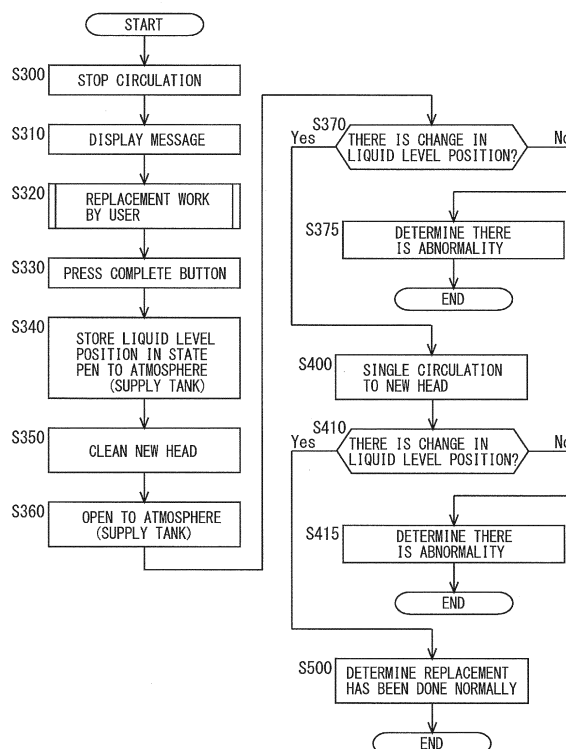 START
S300
STOP CIRCULATION
S310
DISPLAY MESSAGE
S320
REPLACEMENT WORK
BY USER
S330
PRESS COMPLETE BUTTON
S340
STORE LIQUID LEVEL
POSITION IN STATE
PEN TO ATMOSPHERE
(SUPPLY TANK)
S350
CLEAN NEW HEAD
S360
OPEN TO ATMOSPHERE
(SUPPLY TANK)
S370
Yes
THERE IS CHANGE IN
LIQUID LEVEL POSITION?
No
S375
DETERMINE THERE
IS ABNORMALITY
END
S400
SINGLE CIRCULATION
TO NEW HEAD
S410
Yes
THERE IS CHANGE IN
LIQUID LEVEL POSITION?
No
S415
DETERMINE THERE
IS ABNORMALITY
END
S500
DETERMINE REPLACEMENT
HAS BEEN DONE NORMALLY
END